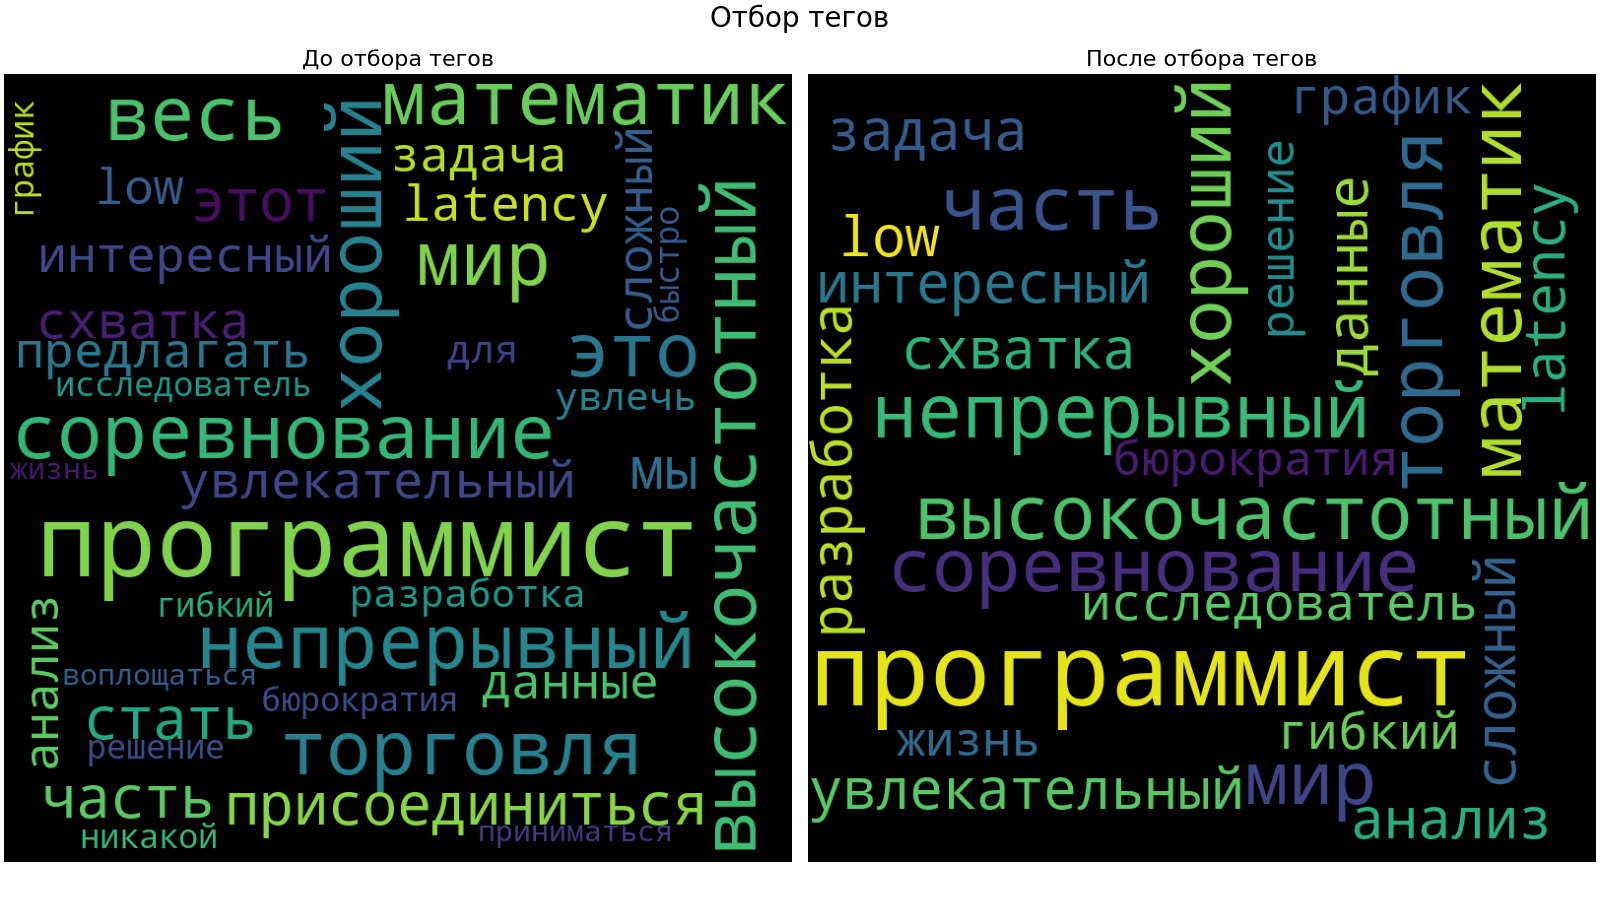 Отбор тегов
До отбора тегов
математик
весь
хороший
график
задача
сложный
low
этот
latency
высокочастотный
быстро
интересный
мир
схватка
предлагать
для
это
исследователь
увлечь
соревнование
жизнь
увлекательный
мы
программист
гибкий
разработка
анализ
непрерывный
воплощаться
бюрократия
данные
стать
решение
торговля
часть
присоединиться
никакой
приниматься
После отбора тегов
график
хороший
математик
задача
торговля
решение
часть
данные
latency
low
интересный
разработка
схватка
непрерывный
бюрократия
высокочастотный
соревнование
исследователь
сложный
программист
гибкий
жизнь
увлекательный
мир
анализ